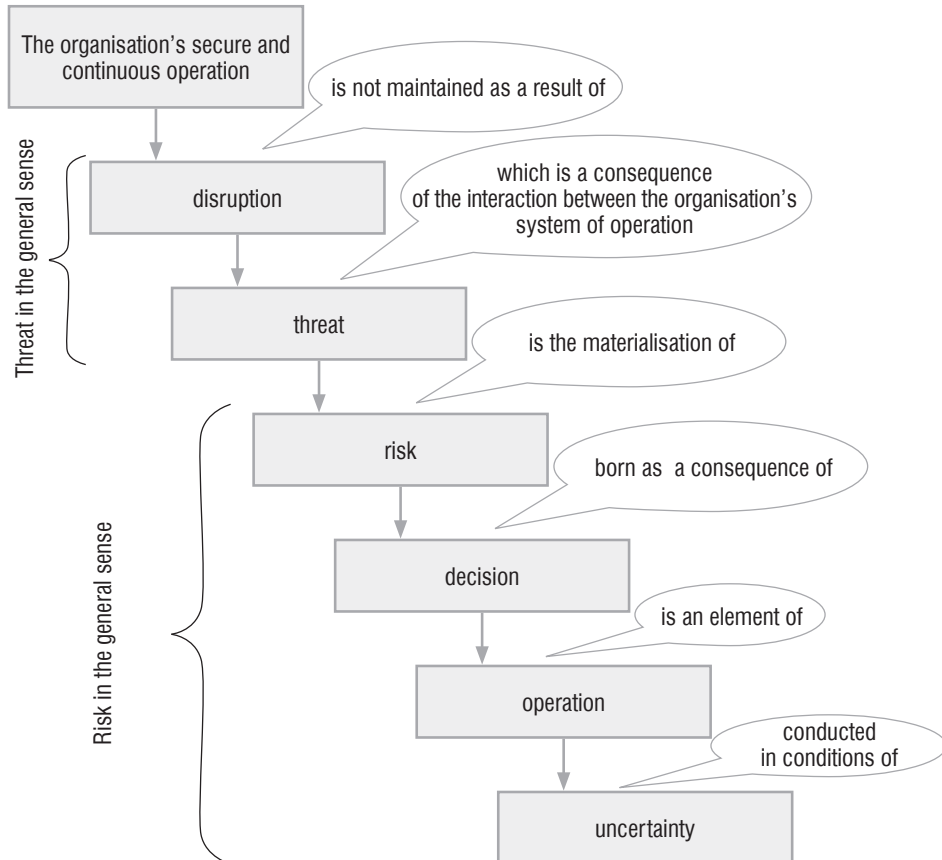 The organisation’s secure and
continuous operation
is not maintained as a result of
Threat in the general sense
disruption
which is a consequence
of the interaction between the organisation’s
system of operation
threat
is the materialisation of
Risk in the general sense
risk
born as a consequence of
decision
is an element of
operation
conducted
in conditions of
uncertainty